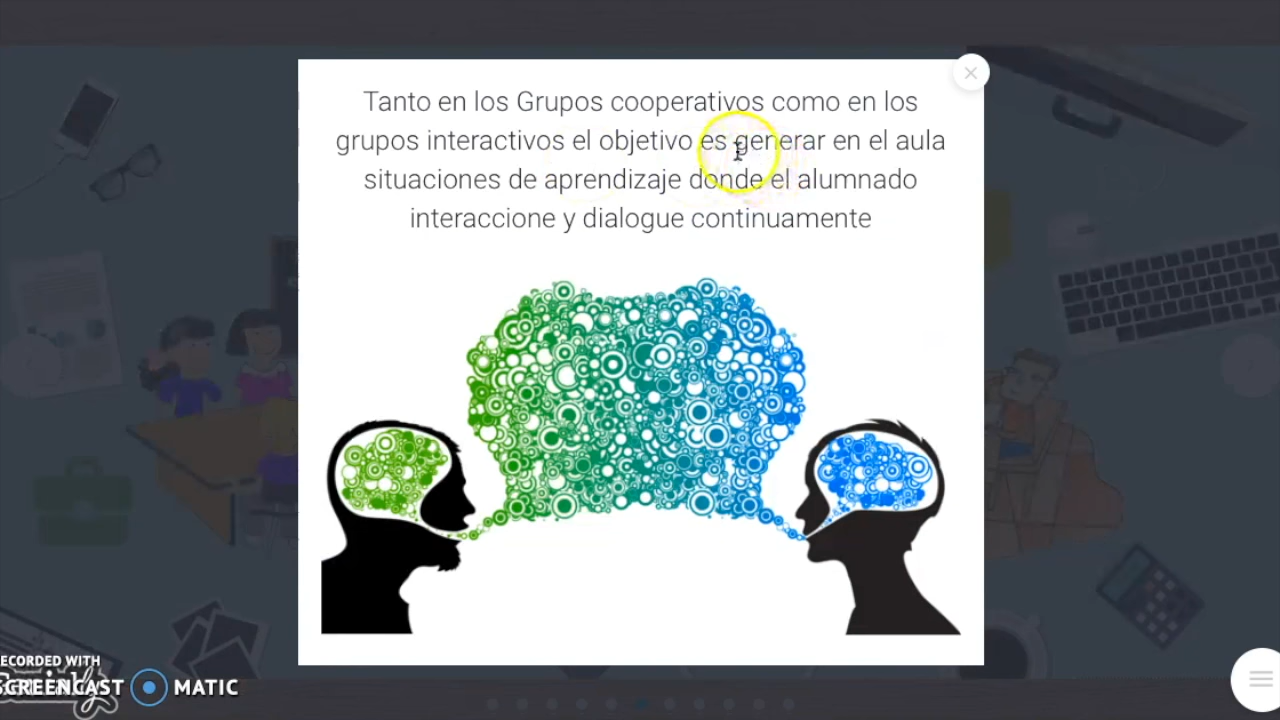 Tanto en los Grupos cooperativos como en los
grupos interactivos el objetivo es generar en el aula
situaciones de aprendizaje donde el alumnado
interaccione y dialogue continuamente
ECORDED WITH
SCREENCAST MATIC